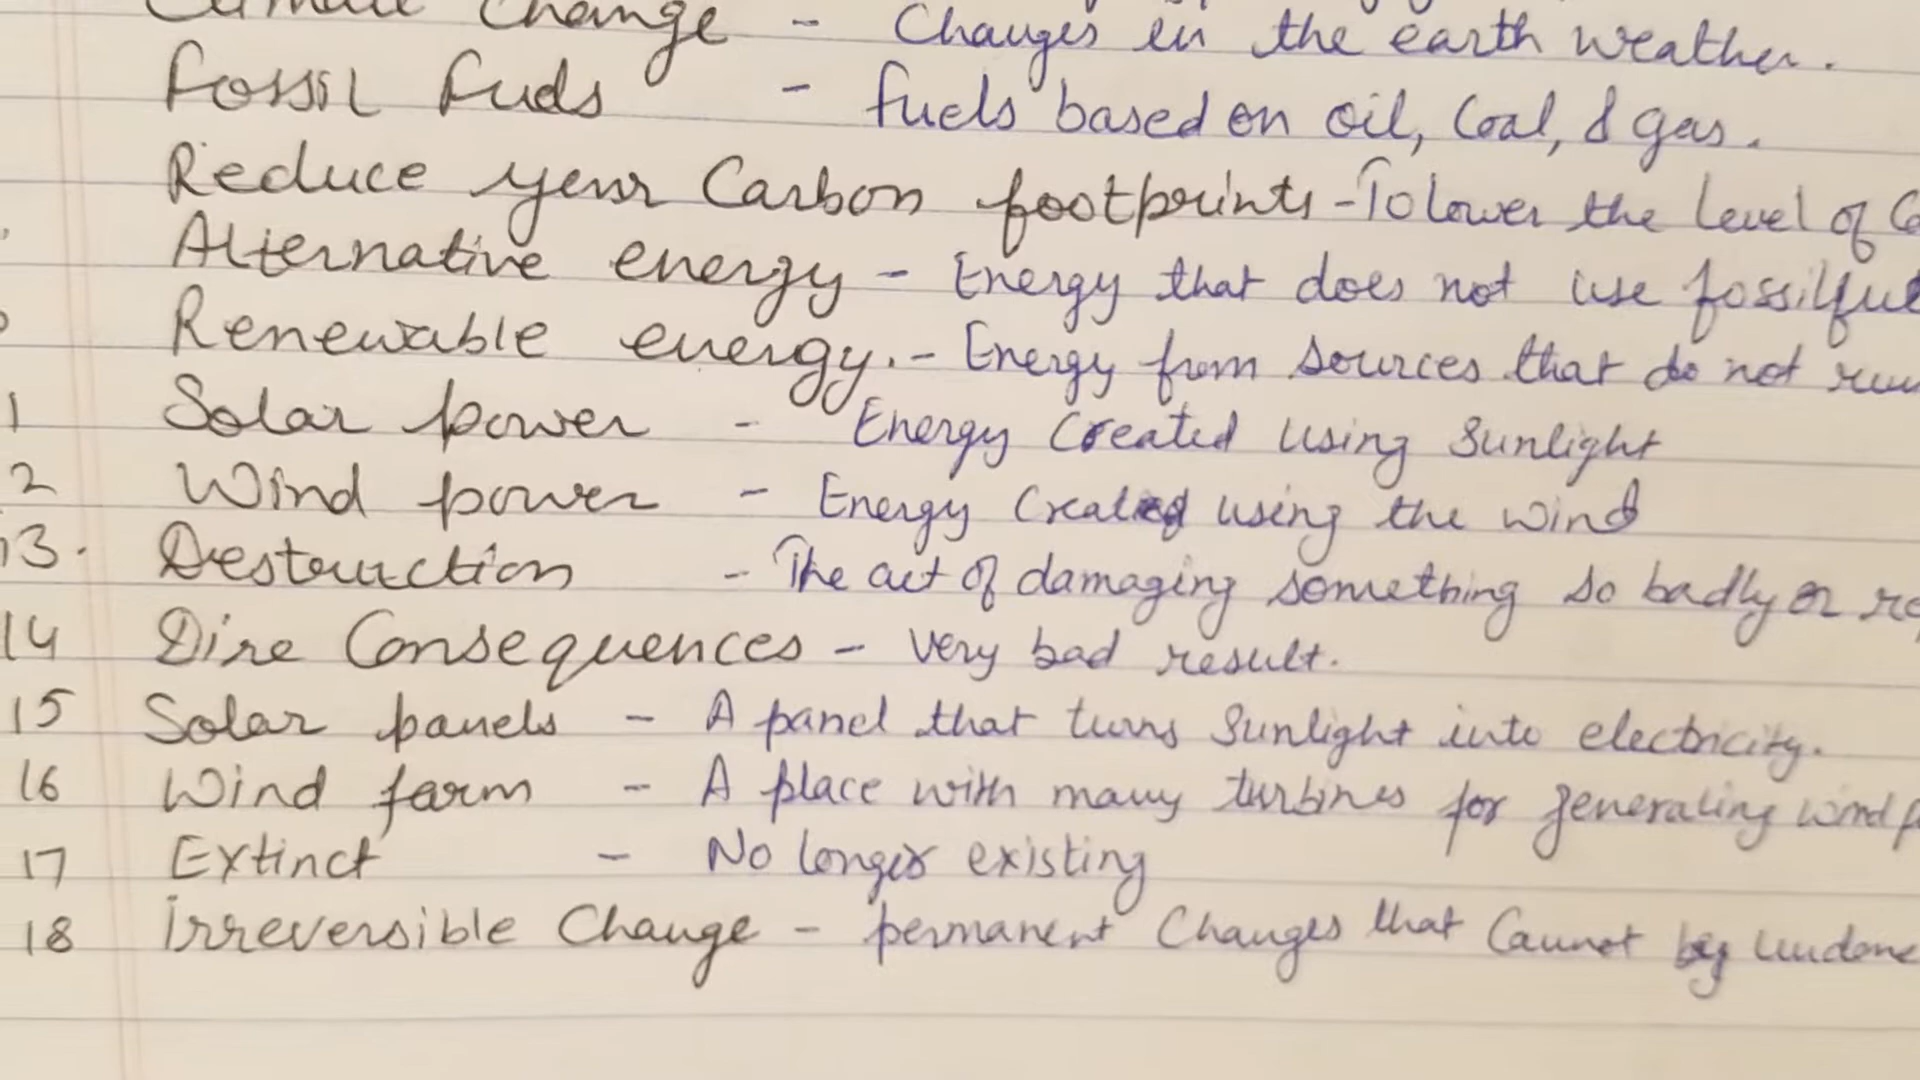 Climate Change - Changes in the earth weather.
Fossil fuels - fuels based on oil, Coal, & gas.
Reduce your Carbon footprints - To lower the level of
Alternative energy - Energy that does not use fossil
Renewable energy. - Energy from sources that do not
1 Solar power - Energy Created using Sunlight
2 Wind power - Energy Created using the wind
13. Destruction - The act of damaging something so badly or
14 Dire Consequences - very bad result.
15 Solar panels - A panel that turns Sunlight into electricity.
16 Wind farm - A place with many turbines for generating wind
17 Extinct - No longer existing
18 Irreversible Change - permanent Changes that Cannot be undone